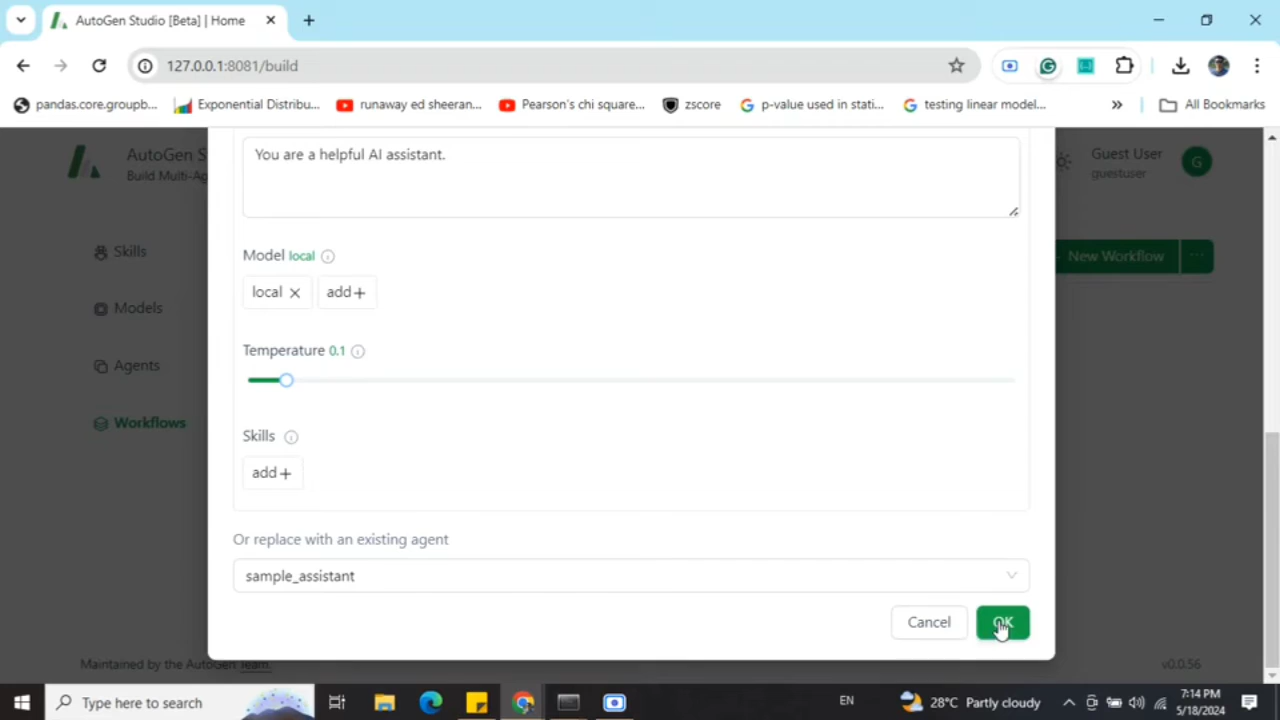 AutoGen Studio [Beta] | Home
127.0.0.1:8081/build
pandas.core.groupb...
Exponential Distribu...
runaway ed sheeran...
Pearson's chi square...
zscore
p-value used in stati...
testing linear model...
All Bookmarks
AutoGen S
Build Multi-Ag
Guest User
guestuser
G
Skills
Models
Agents
Workflows
New Workflow
You are a helpful AI assistant.
Model local
local
add+
Temperature 0.1
Skills
add+
Or replace with an existing agent
sample_assistant
Cancel
OK
Maintained by the AutoGen Team.
v0.0.56
Type here to search
EN
28°C Partly cloudy
7:14 PM
5/18/2024